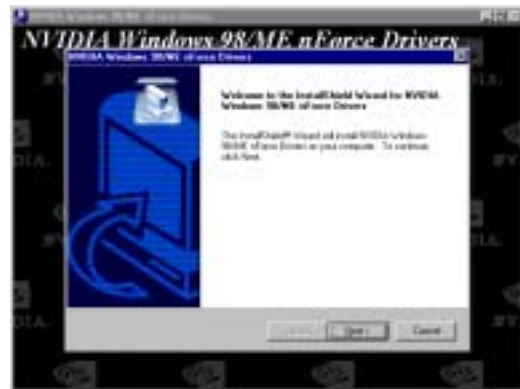 NVIDIA Windows 98/ME nForce Drivers
NVIDIA Windows 98/ME nForce Drivers
Welcome to the InstallShield Wizard for NVIDIA
Windows 98/ME nForce Drivers
The InstallShield® Wizard will install NVIDIA Windows
98/ME nForce Drivers on your computer. To continue,
click Next.
Next >
Cancel